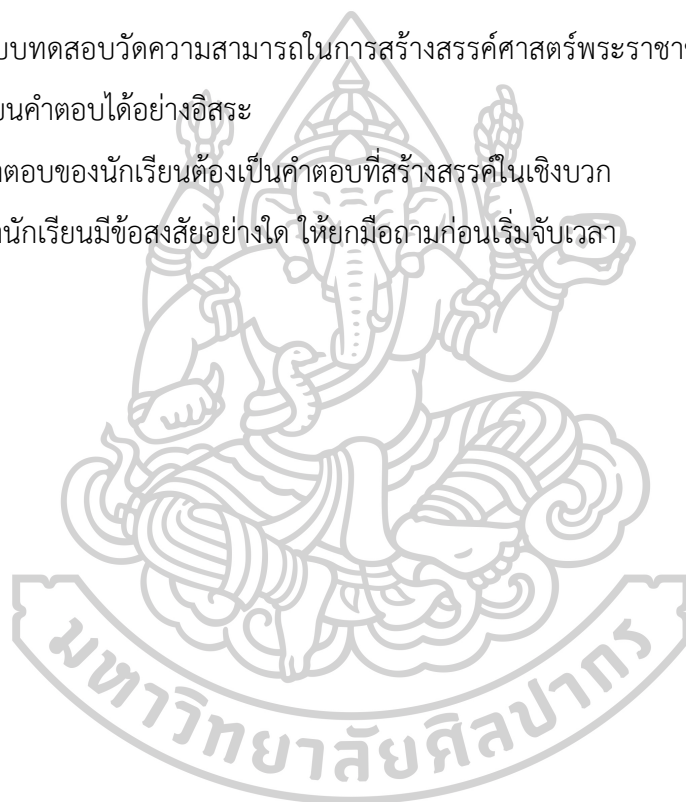 บบทดสอบวัดความสามารถในการสร้างสรรค์ศาสตร์พระราชา
ยนคำตอบได้อย่างอิสระ
ตอบของนักเรียนต้องเป็นคำตอบที่สร้างสรรค์ในเชิงบวก
นักเรียนมีข้อสงสัยอย่างใด ให้ยกมือถามก่อนเริ่มจับเวลา
มหาวิทยาลัยศิลปากร